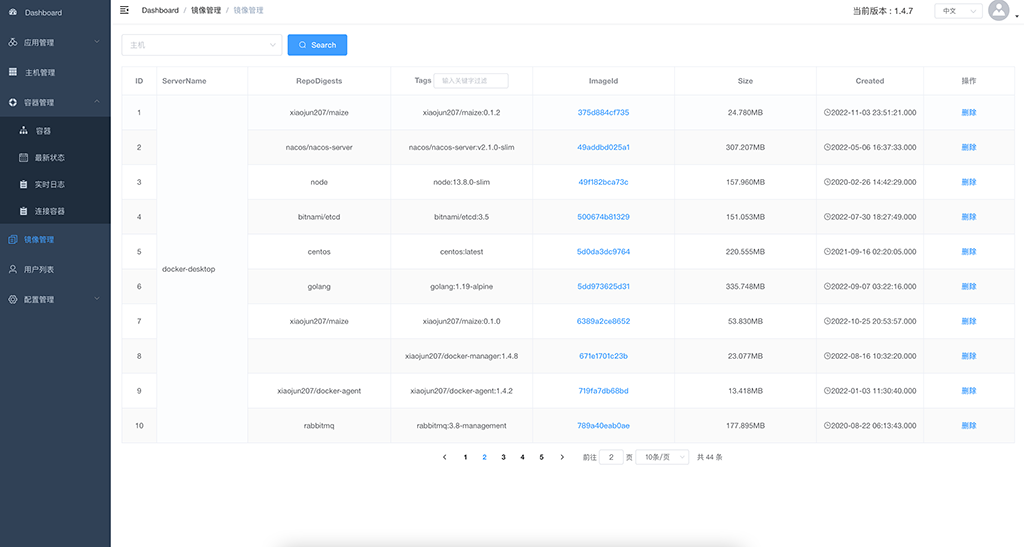 Dashboard
应用管理
主机管理
容器管理
容器
最新状态
实时日志
连接容器
镜像管理
用户列表
配置管理
Dashboard / 镜像管理 / 镜像管理
当前版本 : 1.4.7
中文
主机
Search
ID ServerName RepoDigests Tags 输入关键字过滤 ImageId Size Created 操作
1 xiaojun207/maize xiaojun207/maize:0.1.2 375d884cf735 24.780MB 2022-11-03 23:51:21.000 删除
2 nacos/nacos-server nacos/nacos-server:v2.1.0-slim 49addbd025a1 307.207MB 2022-05-06 16:37:33.000 删除
3 node node:13.8.0-slim 49f182bca73c 157.960MB 2020-02-26 14:42:29.000 删除
4 bitnami/etcd bitnami/etcd:3.5 500674b81329 151.053MB 2022-07-30 18:27:49.000 删除
5 centos centos:latest 5d0da3dc9764 220.555MB 2021-09-16 02:20:05.000 删除
docker-desktop
6 golang golang:1.19-alpine 5dd973625d31 335.748MB 2022-09-07 03:22:16.000 删除
7 xiaojun207/maize xiaojun207/maize:0.1.0 6389a2ce8652 53.830MB 2022-10-25 20:53:57.000 删除
8 xiaojun207/docker-manager:1.4.8 671e1701c23b 23.077MB 2022-08-16 10:32:20.000 删除
9 xiaojun207/docker-agent xiaojun207/docker-agent:1.4.2 719fa7db68bd 13.418MB 2022-01-03 11:30:40.000 删除
10 rabbitmq rabbitmq:3.8-management 789a40eab0ae 177.895MB 2020-08-22 06:13:43.000 删除
1 2 3 4 5 前往 2 页 10条/页 共 44 条